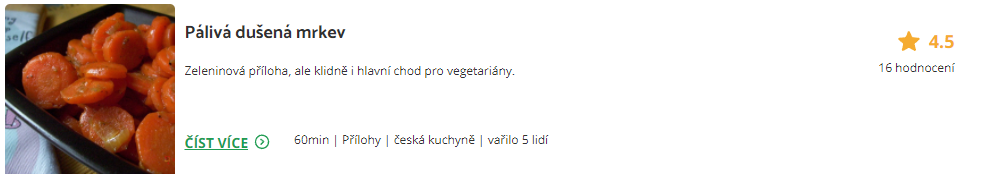 Pálivá dušená mrkev
4.5
Zeleninová příloha, ale klidně i hlavní chod pro vegetariány.
16 hodnocení
ČÍST VÍCE
60min | Přílohy | česká kuchyně | vařilo 5 lidí